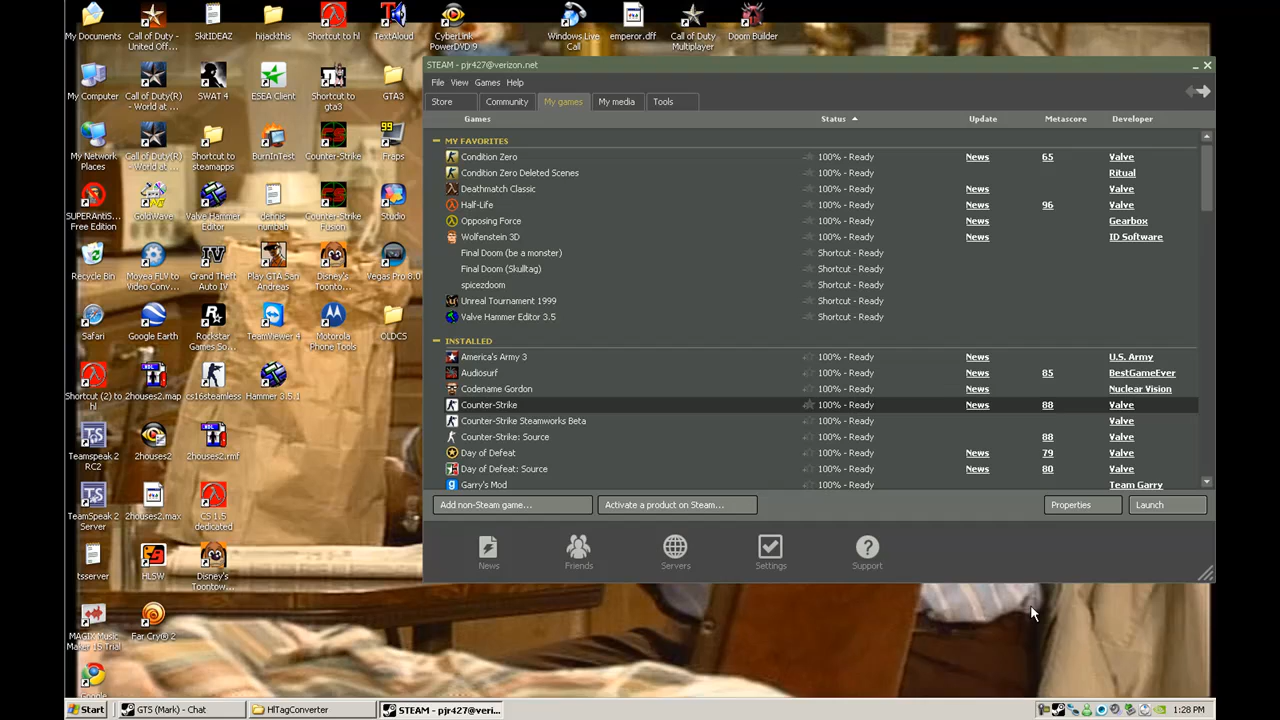 My Documents
Call of Duty - United Off...
SkitIDEAZ
hijackthis
Shortcut to hl
TextAloud
CyberLink PowerDVD 9
Windows Live Call
emperor.dff
Call of Duty Multiplayer
Doom Builder
My Computer
Call of Duty(R) - World at ...
SWAT 4
ESEA Client
Shortcut to gta3
GTA3
My Network Places
Call of Duty(R) - World at ...
Shortcut to steamapps
BurnInTest
Counter-Strike
99
Fraps
SUPERAntiS... Free Edition
GoldWave
Valve Hammer Editor
dennis numbah
Counter-Strike Fusion
Studio
Recycle Bin
Moyea FLV to Video Conv...
IV
Grand Theft Auto IV
Play GTA San Andreas
Disney's Toonto...
Vegas Pro 8.0
Safari
Google Earth
Rockstar Games So...
TeamViewer 4
Motorola Phone Tools
OLDCS
Shortcut (2) to hl
2houses2.map
cs16steamless
Hammer 3.5.1
Teamspeak 2 RC2
2houses2
2houses2.rmf
TeamSpeak 2 Server
2houses2.max
CS 1.5 dedicated
tsserver
HLSW
Disney's Toontow...
MAGIX Music Maker 15 Trial
Far Cry® 2
Google
STEAM - pjr427@verizon.net
File View Games Help
Store Community My games My media Tools
Games Status Update Metascore Developer
MY FAVORITES
Condition Zero 100% - Ready News 65 Valve
Condition Zero Deleted Scenes 100% - Ready Ritual
Deathmatch Classic 100% - Ready News Valve
Half-Life 100% - Ready News 96 Valve
Opposing Force 100% - Ready News Gearbox
Wolfenstein 3D 100% - Ready News ID Software
Final Doom (be a monster) Shortcut - Ready
Final Doom (Skulltag) Shortcut - Ready
spicezdoom Shortcut - Ready
Unreal Tournament 1999 Shortcut - Ready
Valve Hammer Editor 3.5 Shortcut - Ready
INSTALLED
America's Army 3 100% - Ready News U.S. Army
Audiosurf 100% - Ready News 85 BestGameEver
Codename Gordon 100% - Ready News Nuclear Vision
Counter-Strike 100% - Ready News 88 Valve
Counter-Strike Steamworks Beta 100% - Ready Valve
Counter-Strike: Source 100% - Ready 88 Valve
Day of Defeat 100% - Ready News 79 Valve
Day of Defeat: Source 100% - Ready News 80 Valve
Garry's Mod 100% - Ready News Team Garry
Add non-Steam game... Activate a product on Steam... Properties Launch
News Friends Servers Settings Support
Start GTS (Mark) - Chat HlTagConverter STEAM - pjr427@veri... 1:28 PM